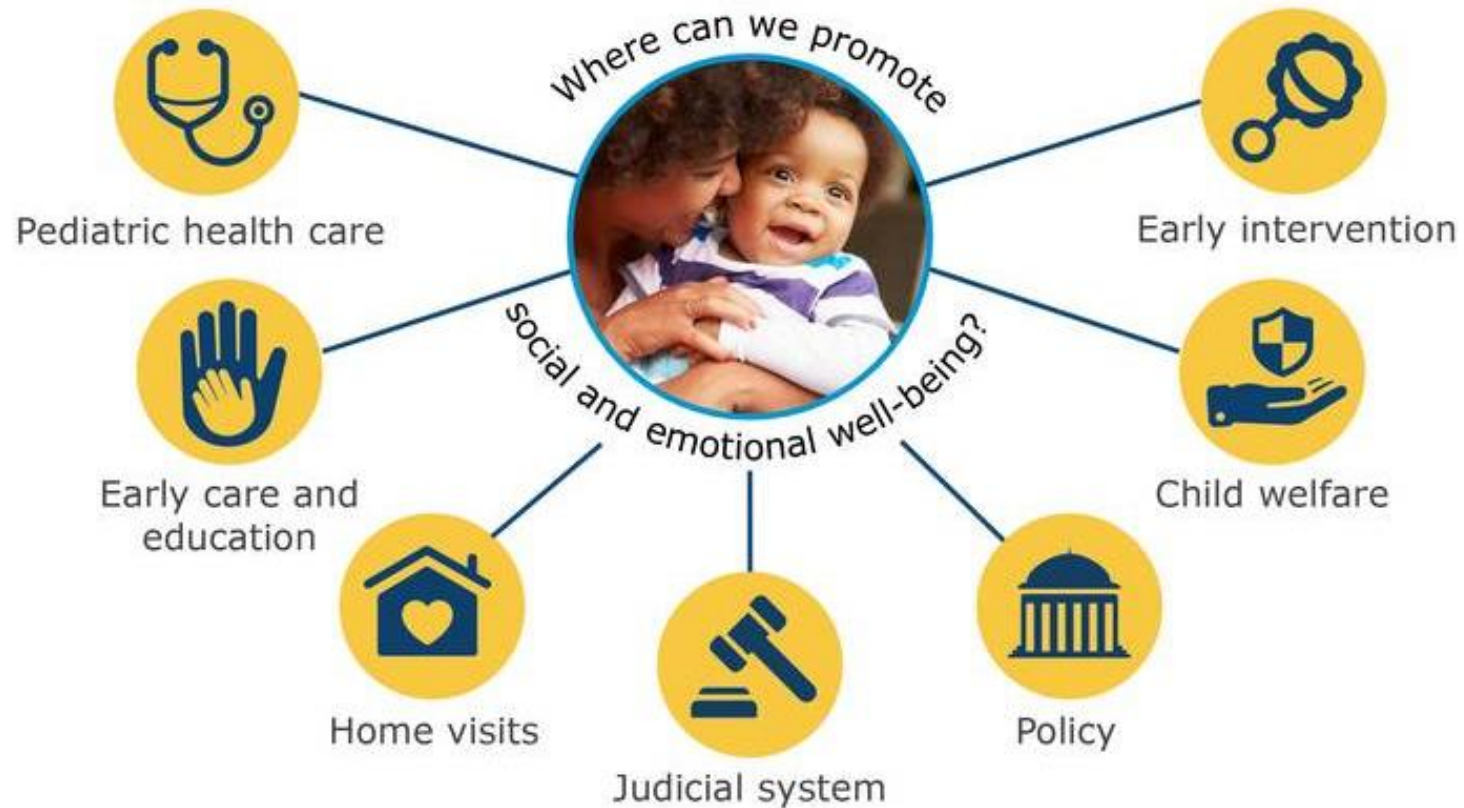 Where can we promote
social and emotional well-being?
Pediatric health care
Early intervention
Early care and
education
Child welfare
Home visits
Judicial system
Policy